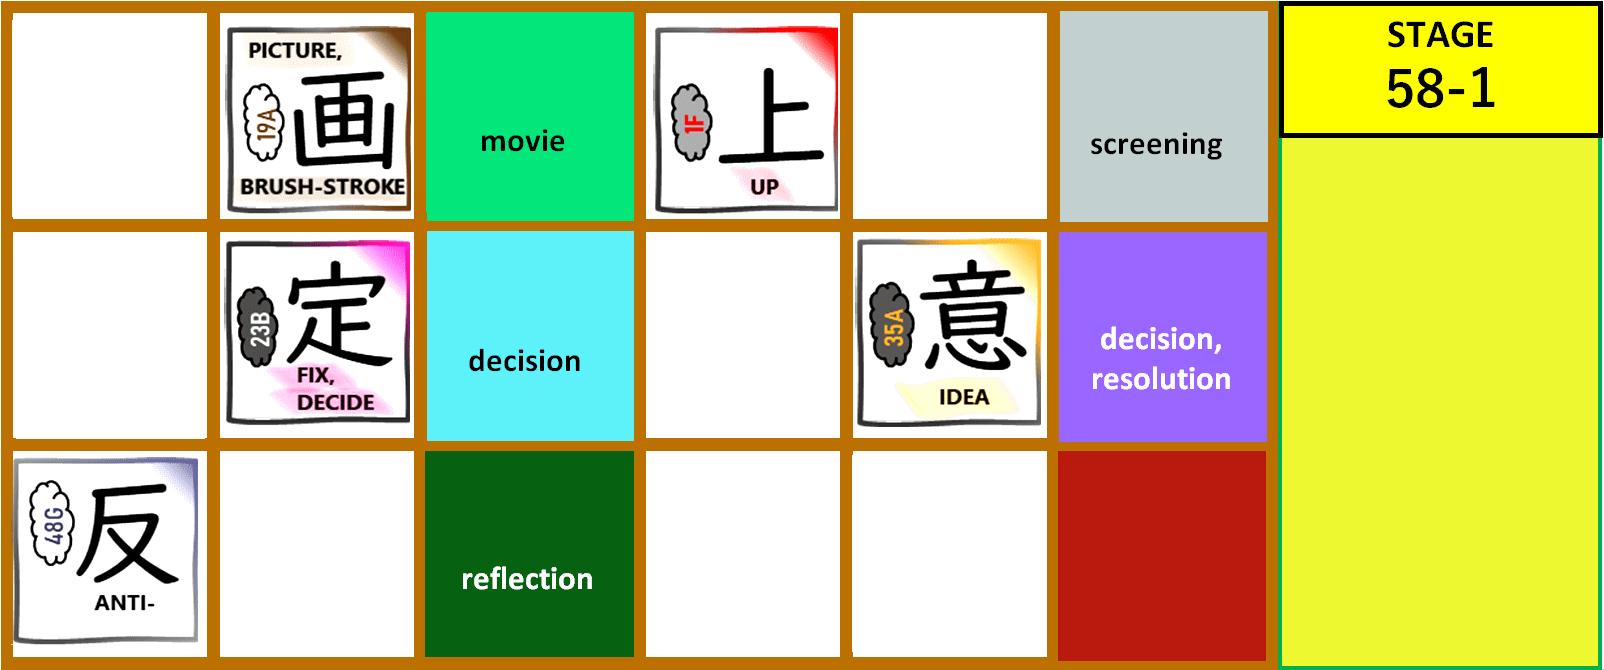 PICTURE,
19A
画
BRUSH-STROKE
movie
1F
上
UP
screening
STAGE
58-1
23B
定
FIX,
DECIDE
decision
35A
意
IDEA
decision,
resolution
48G
反
ANTI-
reflection